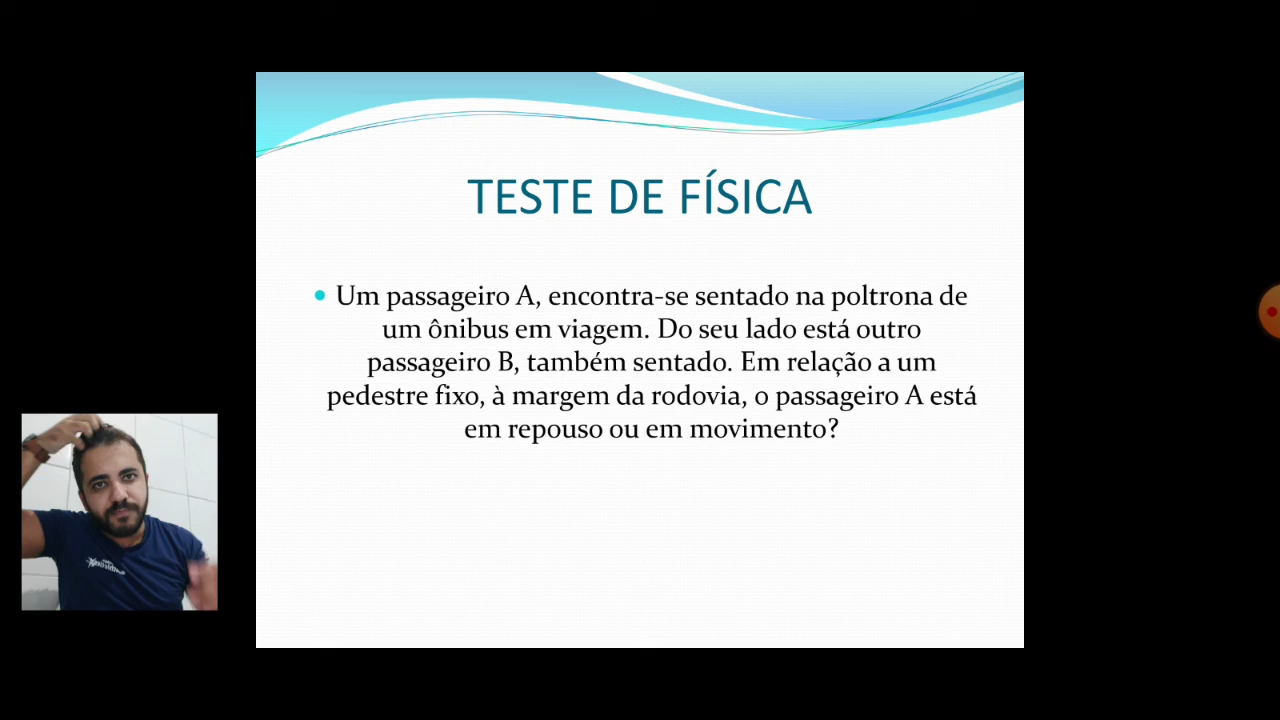 TESTE DE FÍSICA
Um passageiro A, encontra-se sentado na poltrona de
um ônibus em viagem. Do seu lado está outro
passageiro B, também sentado. Em relação a um
pedestre fixo, à margem da rodovia, o passageiro A está
em repouso ou em movimento?